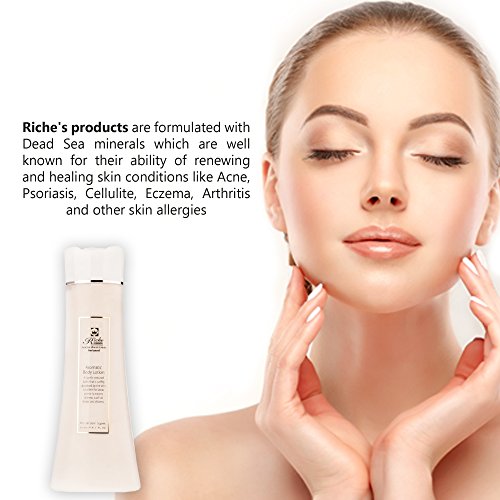 Riche's products are formulated with
Dead Sea minerals which are well
known for their ability of renewing
and healing skin conditions like Acne,
Psoriasis, Cellulite, Eczema, Arthritis
and other skin allergies
Riche
Aromatic
Body Lotion